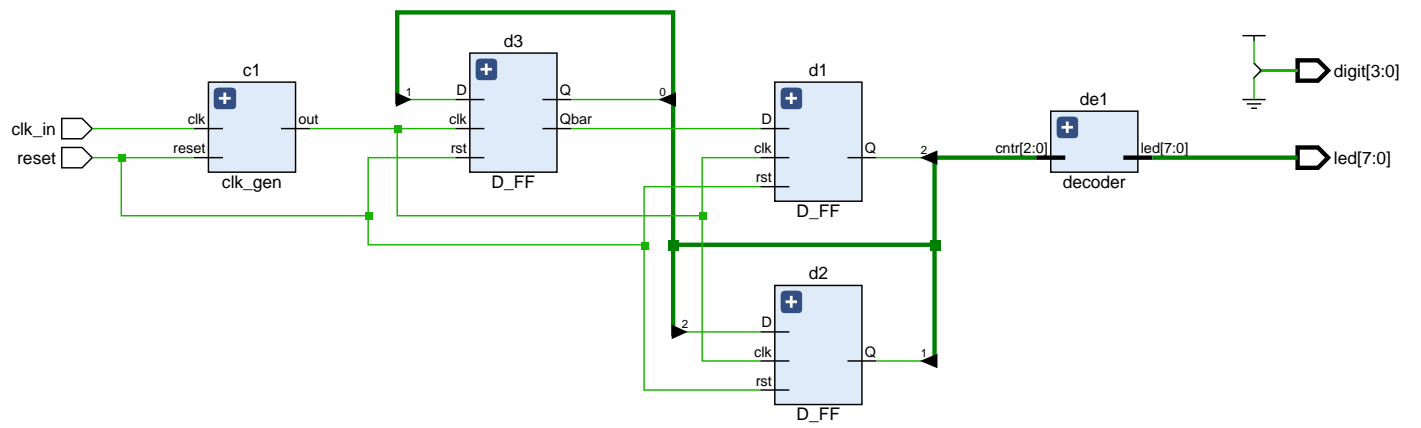 clk_in
reset
c1
clk
reset
out
clk_gen
d3
1
D
clk
rst
Q
Qbar
0
D_FF
d1
D
clk
rst
Q
2
D_FF
d2
2
D
clk
rst
Q
1
D_FF
de1
cntr[2:0]
led[7:0]
decoder
digit[3:0]
led[7:0]